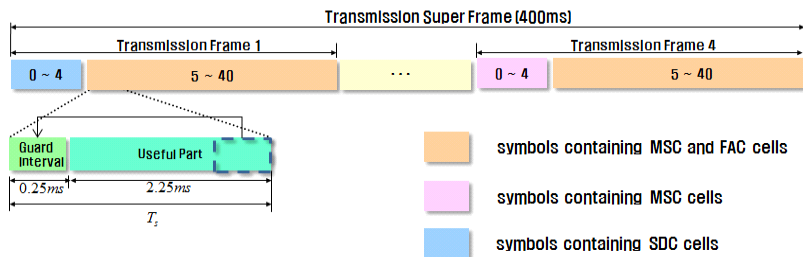 Transmission Super Frame (400ms)
Transmission Frame 1
Transmission Frame 4
0 ~ 4
5 ~ 40
...
0 ~ 4
5 ~ 40
Guard
Interval
Useful Part
0.25ms
2.25ms
Ts
symbols containing MSC and FAC cells
symbols containing MSC cells
symbols containing SDC cells